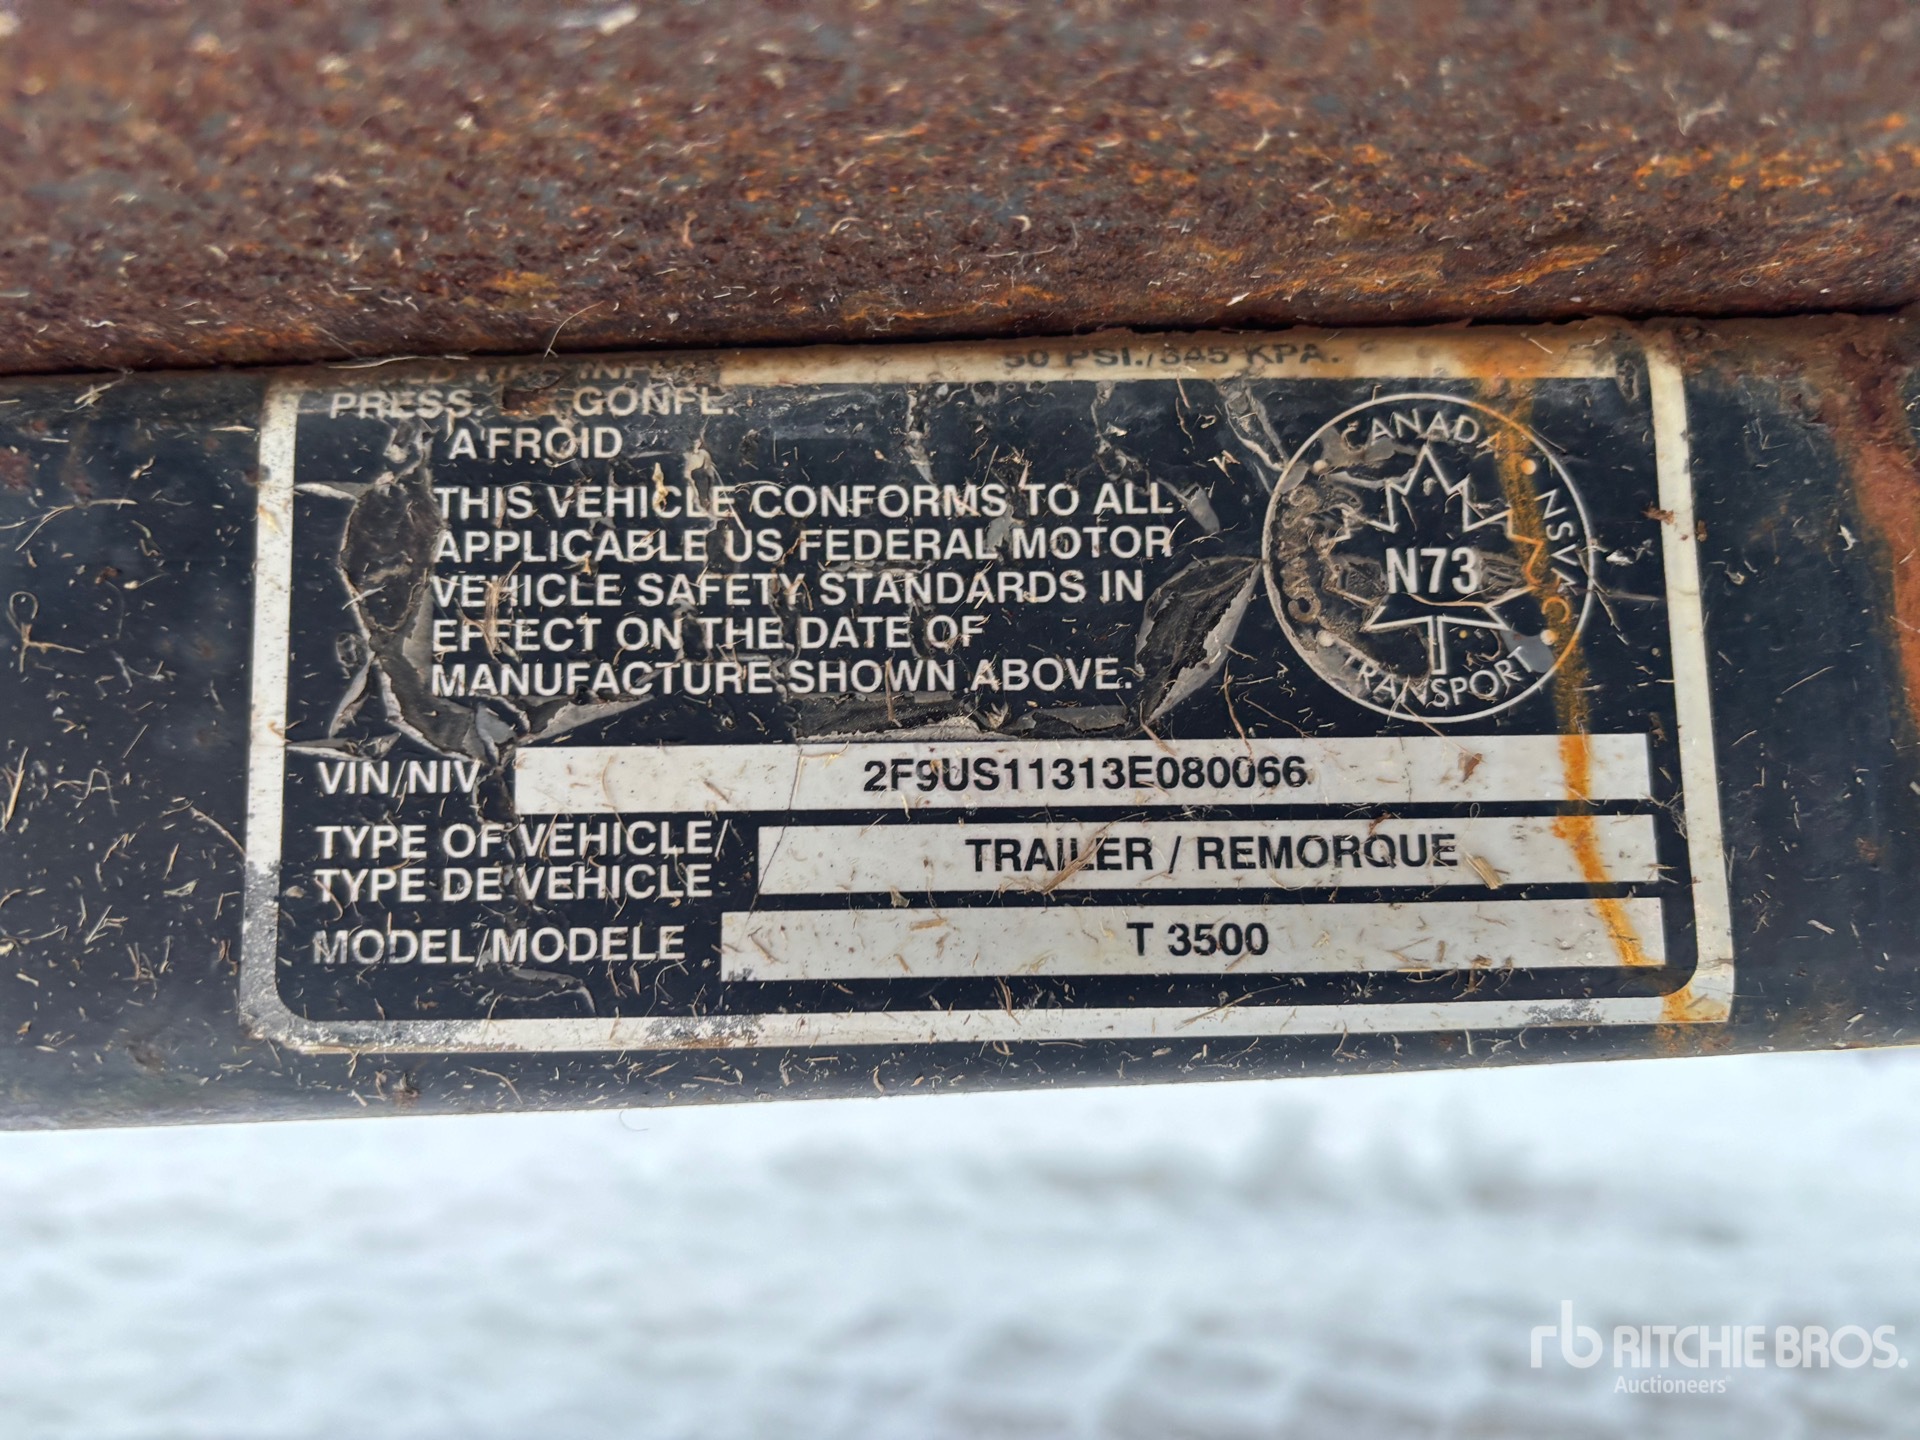 50 PSI./345 KPA.
PRESS. GONFL.
A'FROID
THIS VEHICLE CONFORMS TO ALL
APPLICABLE US FEDERAL MOTOR
VEHICLE SAFETY STANDARDS IN
EFFECT ON THE DATE OF
MANUFACTURE SHOWN ABOVE.
CANADA
NSVAC
N73
TRANSPORT
VIN/NIV 2F9US11313E080066
TYPE OF VEHICLE/
TYPE DE VEHICLE
TRAILER / REMORQUE
MODEL/MODELE T 3500
rb RITCHIE BROS.
Auctioneers